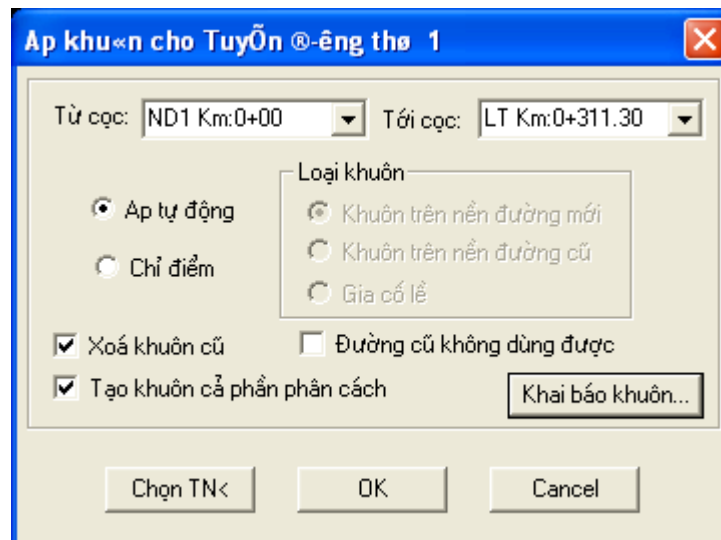 Ap khu«n cho TuyÕn ®-êng thø 1
Từ cọc: ND1 Km:0+00 Tới cọc: LT Km:0+311.30
Loại khuôn
Ap tự động
Khuôn trên nền đường mới
Khuôn trên nền đường cũ
Chỉ điểm
Gia cố lề
Xoá khuôn cũ Đường cũ không dùng được
Tạo khuôn cả phần phân cách Khai báo khuôn...
Chọn TN< OK Cancel